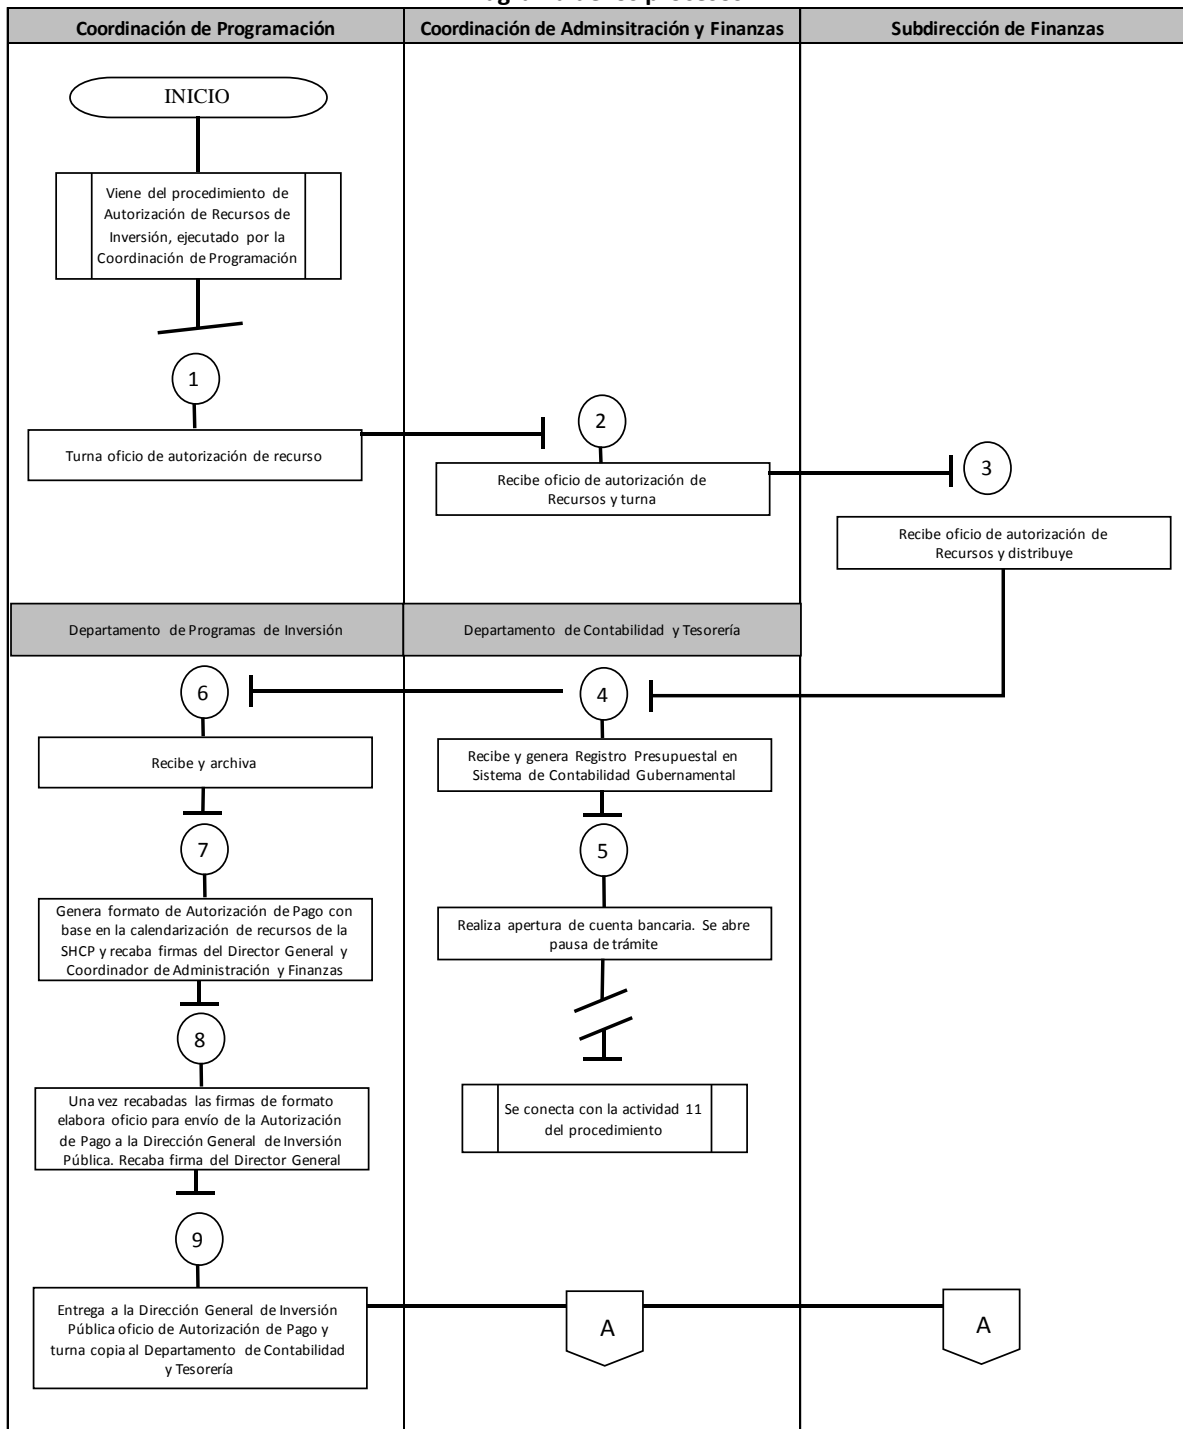 Coordinación de Programación
Coordinación de Adminsitración y Finanzas
Subdirección de Finanzas
INICIO
Viene del procedimiento de
Autorización de Recursos de
Inversión, ejecutado por la
Coordinación de Programación
1
Turna oficio de autorización de recurso
2
Recibe oficio de autorización de
Recursos y turna
3
Recibe oficio de autorización de
Recursos y distribuye
Departamento de Programas de Inversión
Departamento de Contabilidad y Tesorería
6
Recibe y archiva
4
Recibe y genera Registro Presupuestal en
Sistema de Contabilidad Gubernamental
7
Genera formato de Autorización de Pago con
base en la calendarización de recursos de la
SHCP y recaba firmas del Director General y
Coordinador de Administración y Finanzas
5
Realiza apertura de cuenta bancaria. Se abre
pausa de trámite
8
Una vez recabadas las firmas de formato
elabora oficio para envío de la Autorización
de Pago a la Dirección General de Inversión
Pública. Recaba firma del Director General
Se conecta con la actividad 11
del procedimiento
9
Entrega a la Dirección General de Inversión
Pública oficio de Autorización de Pago y
turna copia al Departamento de Contabilidad
y Tesorería
A
A